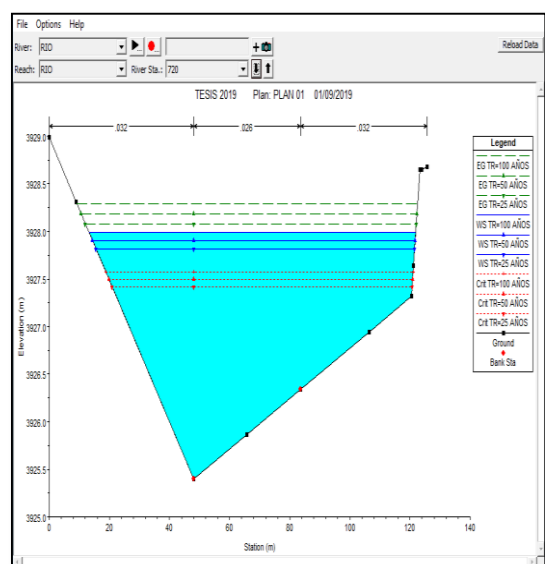 File Options Help
River: RIO
Reload Data
Reach: RIO River Sta.: 720
TESIS 2019 Plan: PLAN 01 01/09/2019
.032 .026 .032
3929.0
3928.5
3928.0
3927.5
3927.0
3926.5
3926.0
3925.5
3925.0
Elevation (m)
0 20 40 60 80 100 120 140
Station (m)
Legend
EG TR=100 AÑOS
EG TR=50 AÑOS
EG TR=25 AÑOS
WS TR=100 AÑOS
WS TR=50 AÑOS
WS TR=25 AÑOS
Crit TR=100 AÑOS
Crit TR=50 AÑOS
Crit TR=25 AÑOS
Ground
Bank Sta